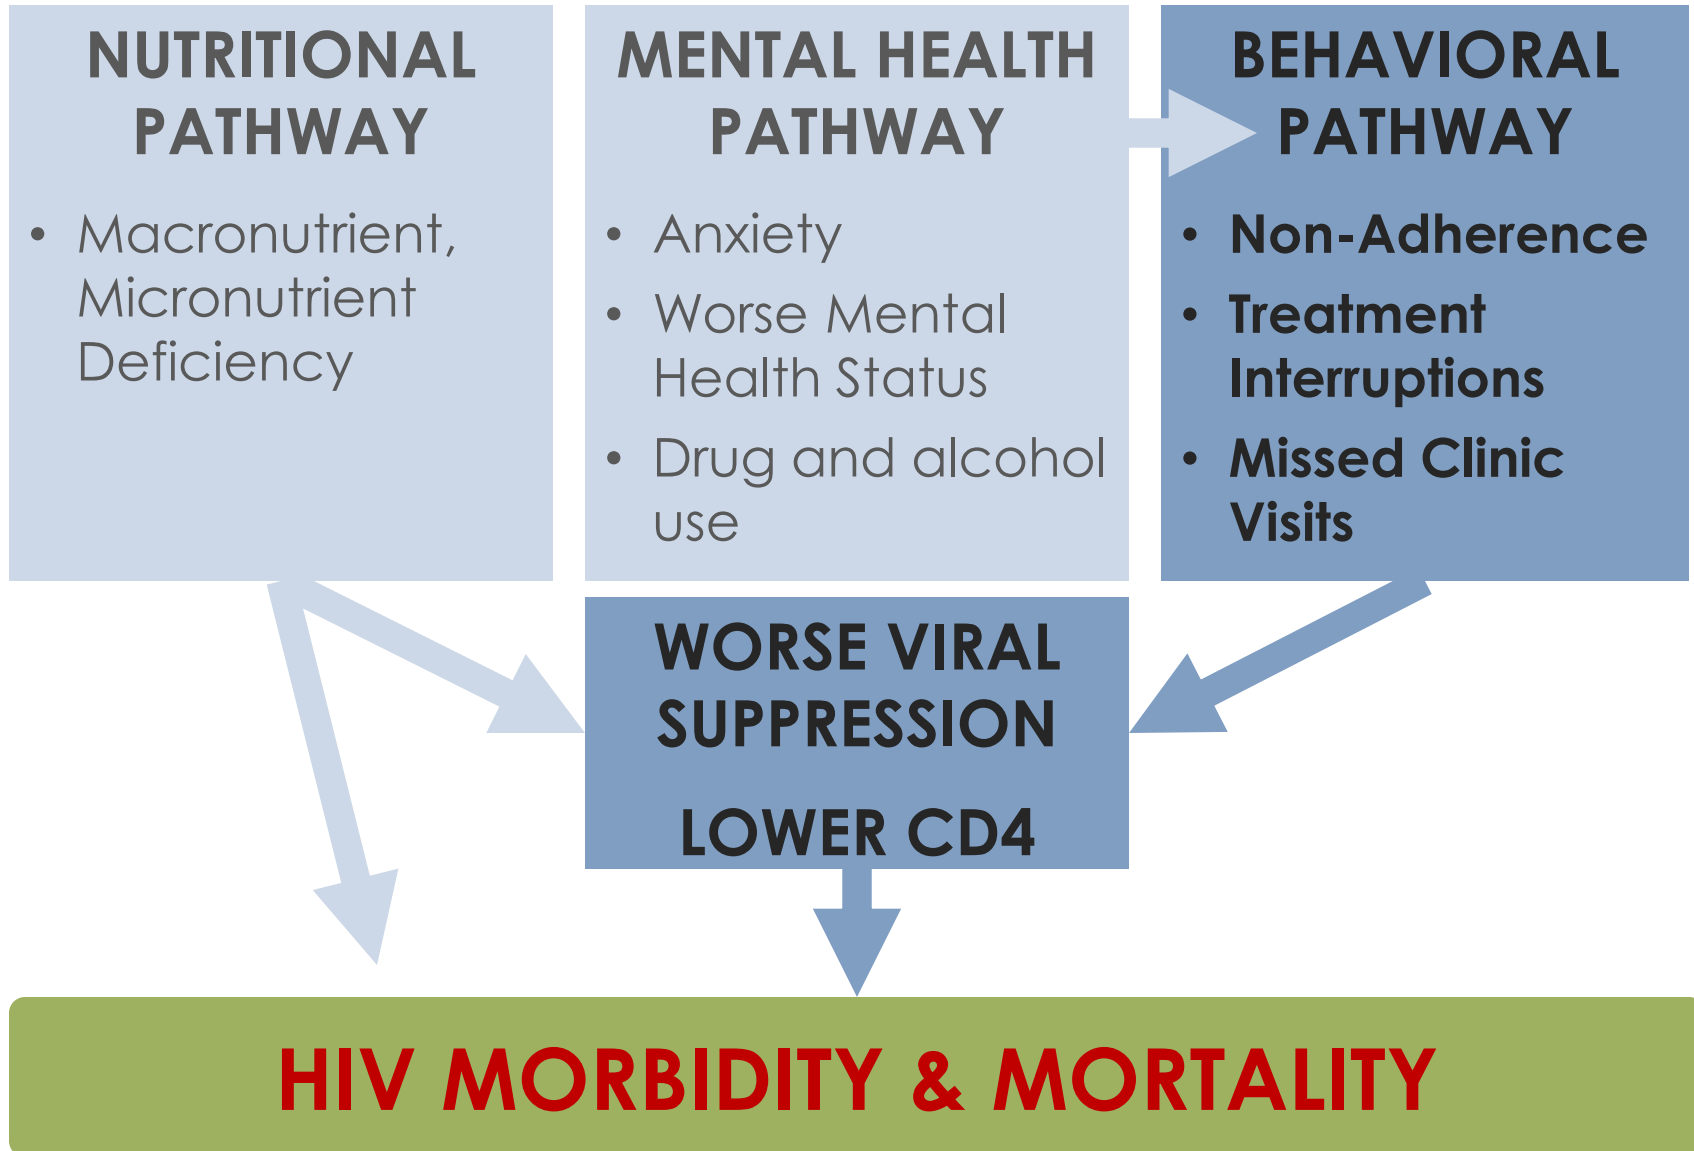 NUTRITIONAL
PATHWAY
• Macronutrient,
Micronutrient
Deficiency
MENTAL HEALTH
PATHWAY
• Anxiety
• Worse Mental
Health Status
• Drug and alcohol
use
BEHAVIORAL
PATHWAY
• Non-Adherence
• Treatment
Interruptions
• Missed Clinic
Visits
WORSE VIRAL
SUPPRESSION
LOWER CD4
HIV MORBIDITY & MORTALITY